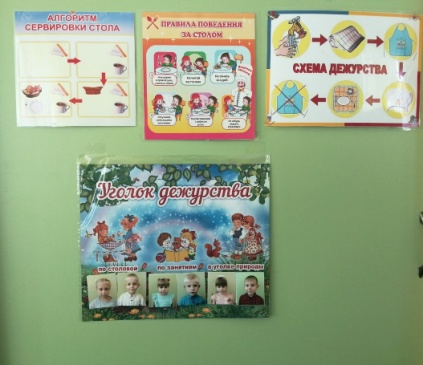 АЛГОРИТМ
СЕРВИРОВКИ СТОЛА
ПРАВИЛА ПОВЕДЕНИЯ
ЗА СТОЛОМ
СХЕМА ДЕЖУРСТВА
Уголок дежурства
по столовой
по занятиям
в уголке природы